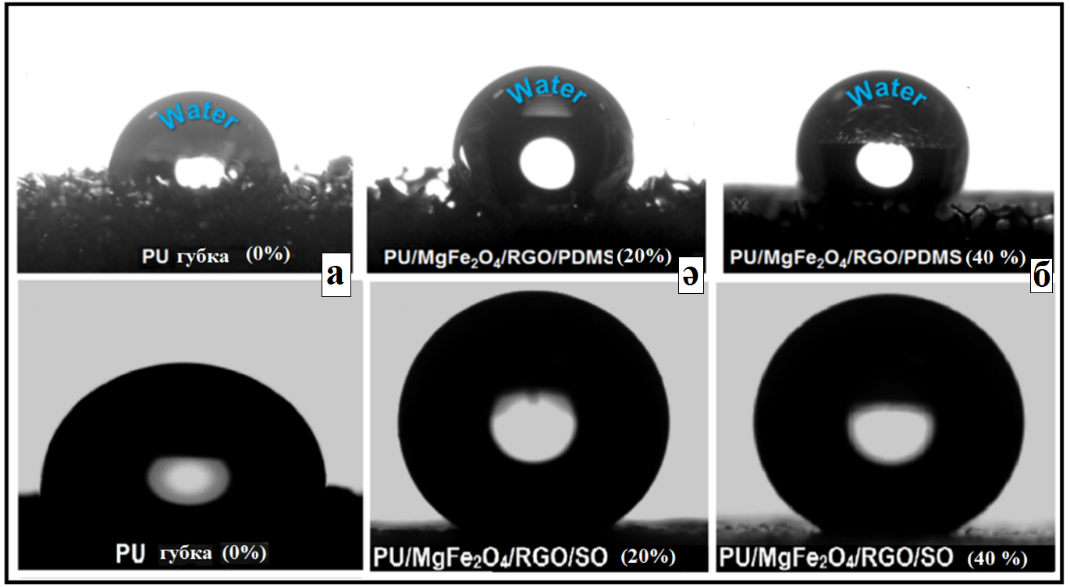 Water
Water
Water
PU губка (0%)
PU/MgFe₂O₄/RGO/PDMS (20%)
PU/MgFe₂O₄/RGO/PDMS (40 %)
а
ә
б
PU губка (0%)
PU/MgFe₂O₄/RGO/SO (20%)
PU/MgFe₂O₄/RGO/SO (40 %)